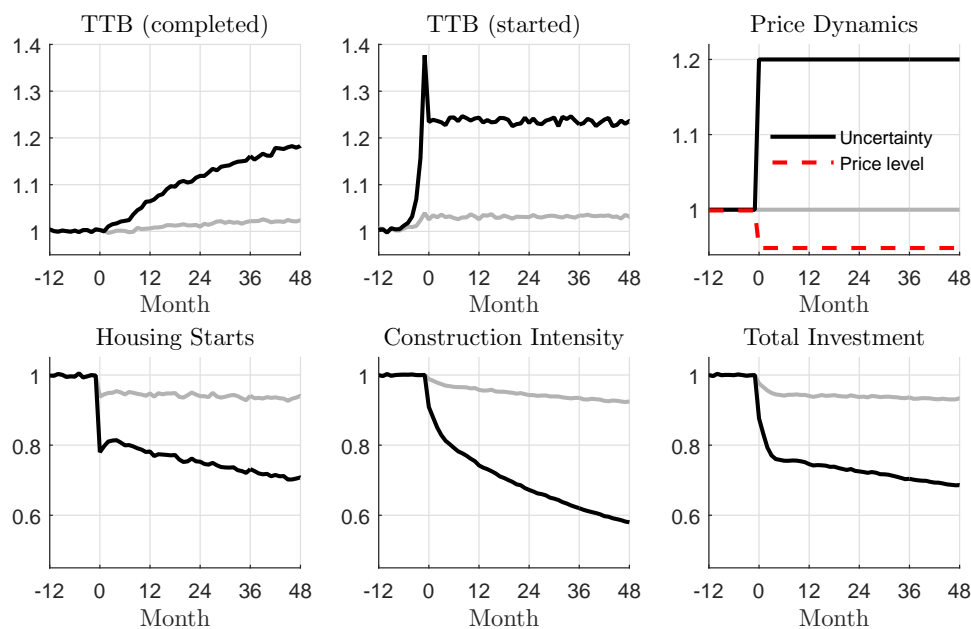 TTB (completed)
TTB (started)
Price Dynamics
1.4
1.3
1.2
1.1
1
-12 0 12 24 36 48
Month
1.4
1.3
1.2
1.1
1
-12 0 12 24 36 48
Month
1.2
1.1
1
Uncertainty
Price level
-12 0 12 24 36 48
Month
Housing Starts
Construction Intensity
Total Investment
1
0.8
0.6
-12 0 12 24 36 48
Month
1
0.8
0.6
-12 0 12 24 36 48
Month
1
0.8
0.6
-12 0 12 24 36 48
Month